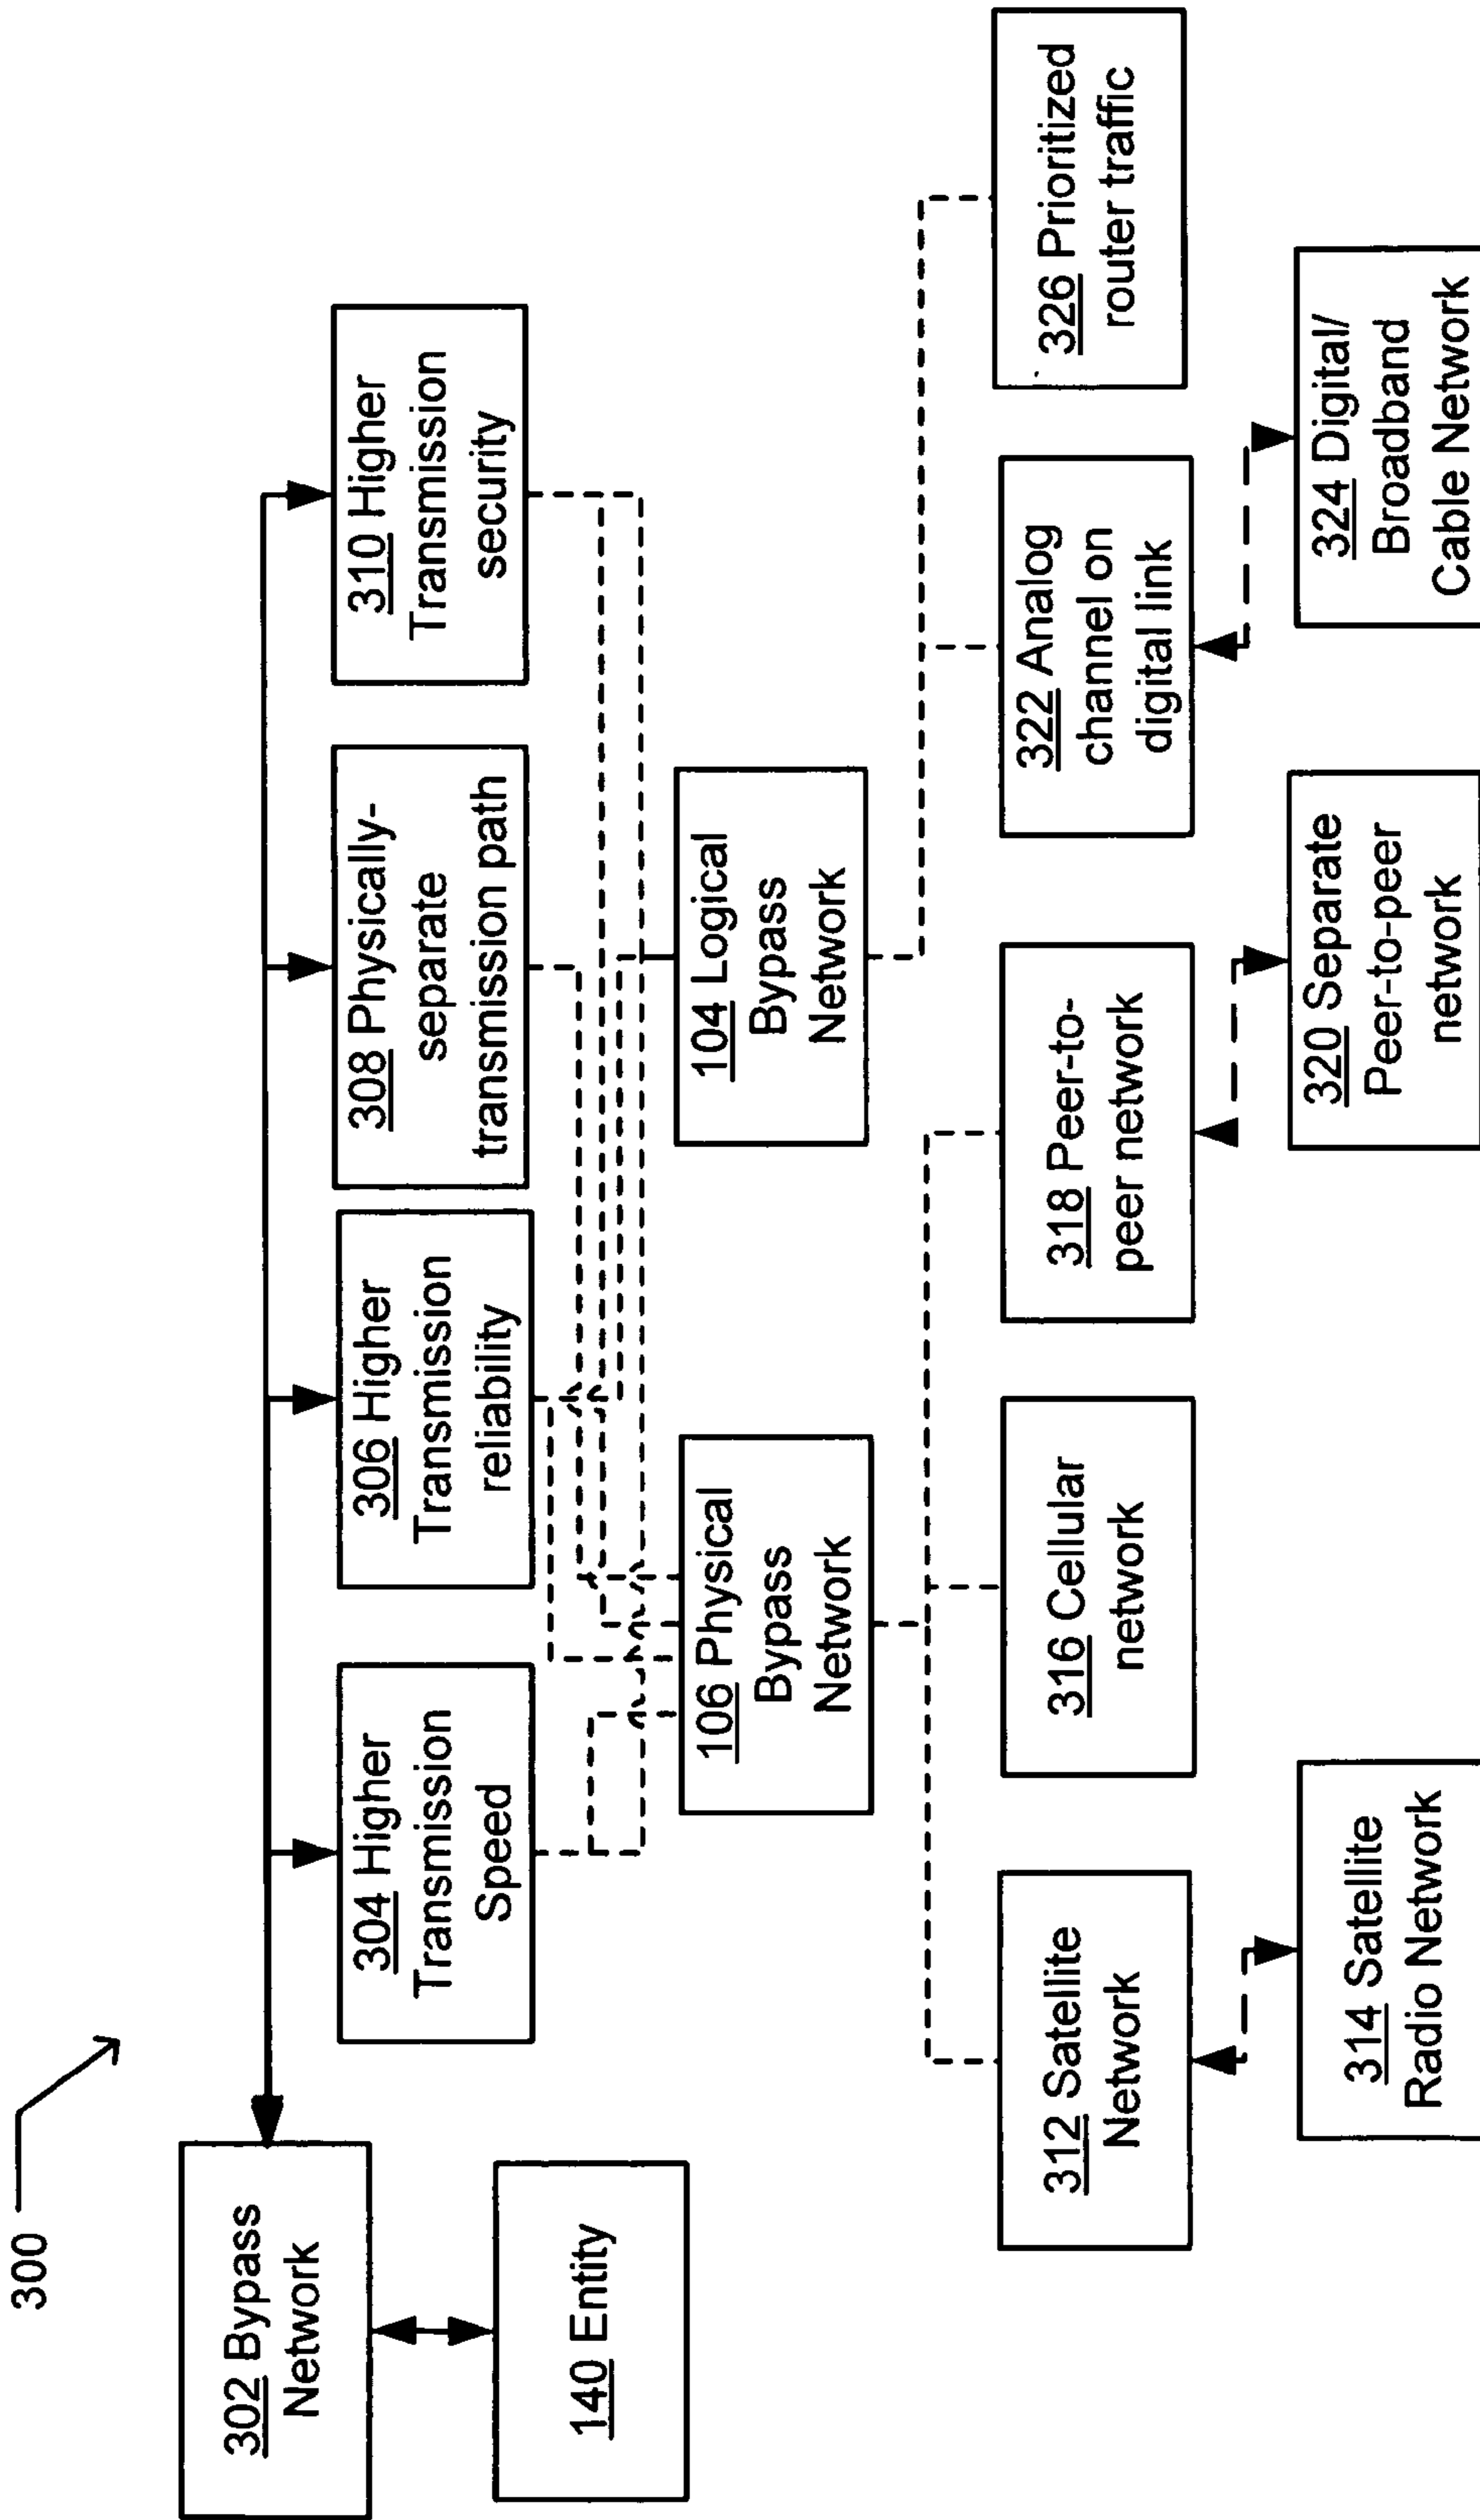 300
302 Bypass
Network
140 Entity
304 Higher
Transmission
Speed
306 Higher
Transmission
reliability
308 Physically-
separate
transmission path
310 Higher
Transmission
security
106 Physical
Bypass
Network
104 Logical
Bypass
Network
312 Satellite
Network
316 Cellular
network
318 Peer-to-
peer network
322 Analog
channel on
digital link
326 Prioritized
router traffic
314 Satellite
Radio Network
320 Separate
Peer-to-peer
network
324 Digital/
Broadband
Cable Network